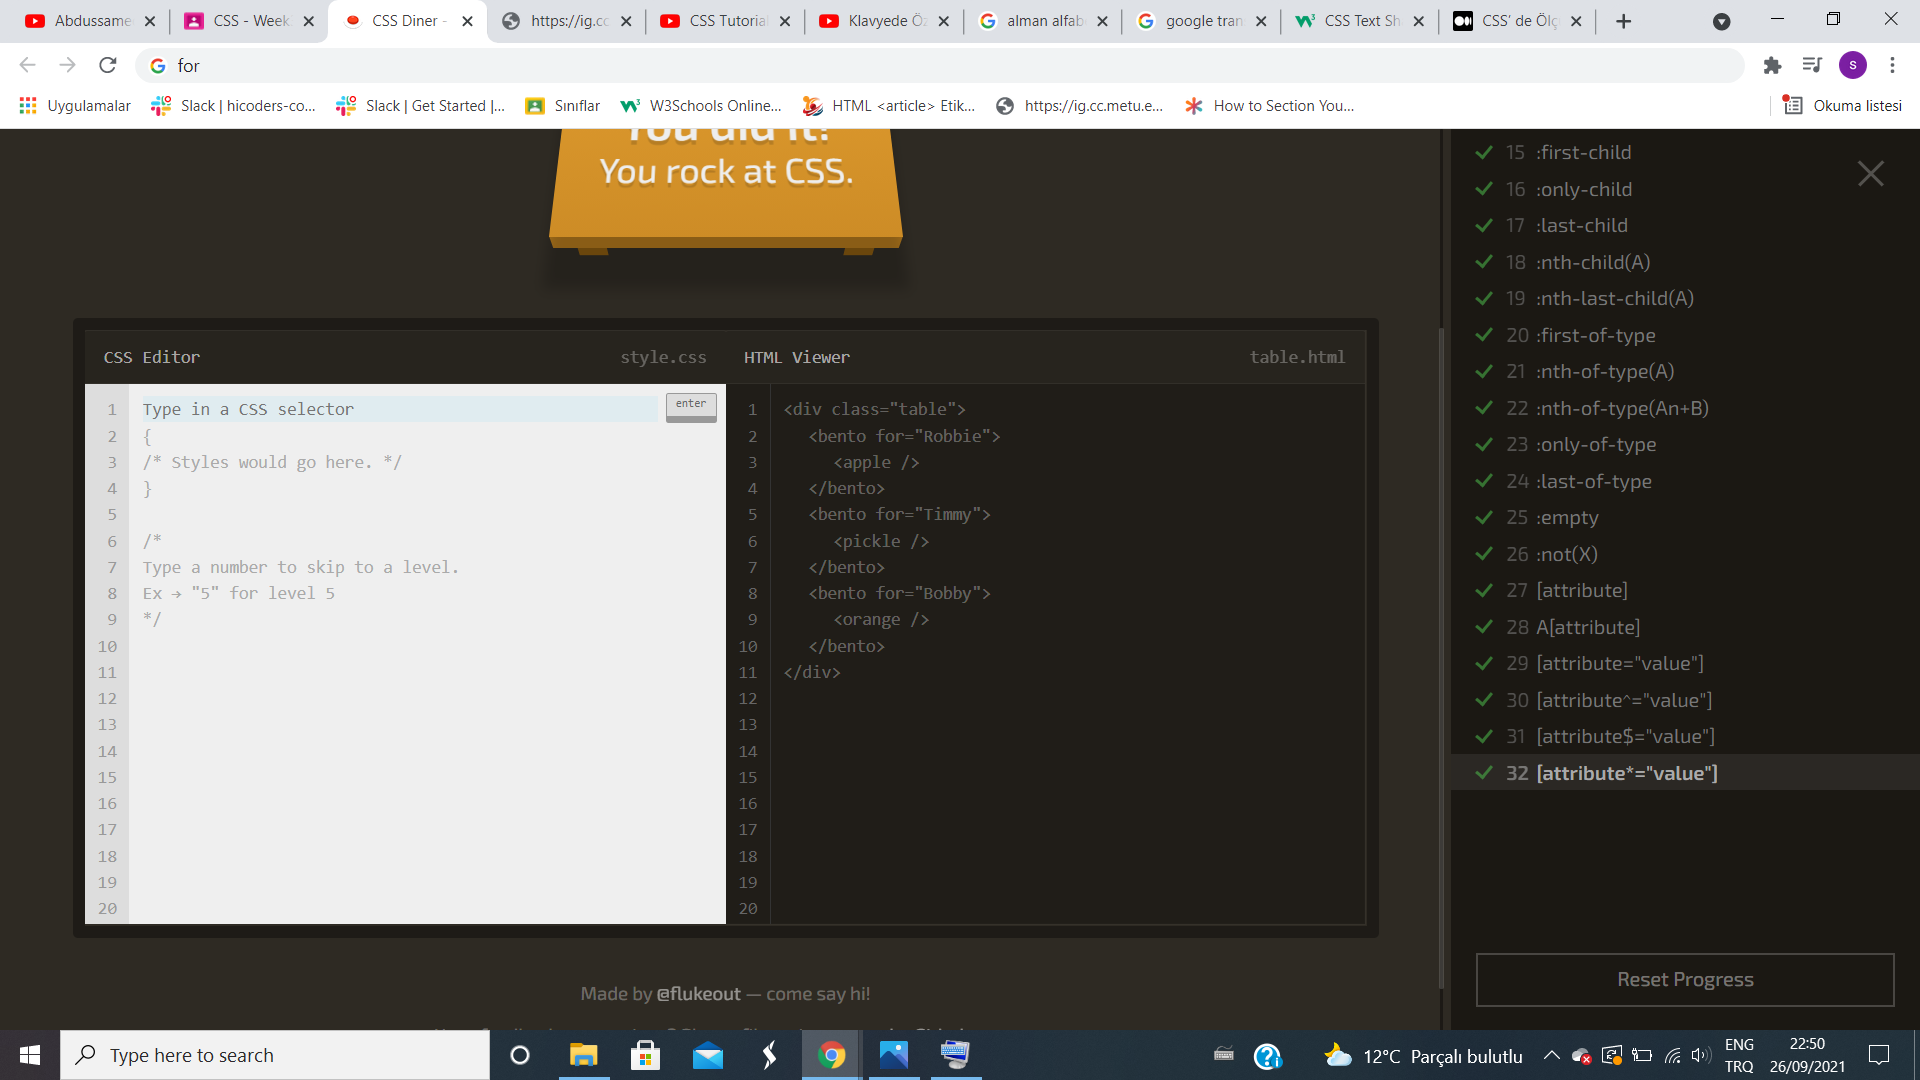 Abdussame
CSS - Week
CSS Diner -
https://ig.cc
CSS Tutorial
Klavyede Öz
alman alfab
google tran
CSS Text Sh
CSS' de Ölç
for
S
Uygulamalar
Slack | hicoders-co...
Slack | Get Started |...
Sınıflar
W3Schools Online...
HTML <article> Etik...
https://ig.cc.metu.e...
How to Section You...
Okuma listesi
You did it!
You rock at CSS.
CSS Editor
style.css
HTML Viewer
table.html
1 Type in a CSS selector
enter
2 {
3 /* Styles would go here. */
4 }
5
6 /*
7 Type a number to skip to a level.
8 Ex → "5" for level 5
9 */
10
11
12
13
14
15
16
17
18
19
20
1 <div class="table">
2 <bento for="Robbie">
3 <apple />
4 </bento>
5 <bento for="Timmy">
6 <pickle />
7 </bento>
8 <bento for="Bobby">
9 <orange />
10 </bento>
11 </div>
12
13
14
15
16
17
18
19
20
15 :first-child
16 :only-child
17 :last-child
18 :nth-child(A)
19 :nth-last-child(A)
20 :first-of-type
21 :nth-of-type(A)
22 :nth-of-type(An+B)
23 :only-of-type
24 :last-of-type
25 :empty
26 :not(X)
27 [attribute]
28 A[attribute]
29 [attribute="value"]
30 [attribute^="value"]
31 [attribute$="value"]
32 [attribute*="value"]
Reset Progress
Made by @flukeout — come say hi!
Type here to search
12°C Parçalı bulutlu
ENG
TRQ
22:50
26/09/2021